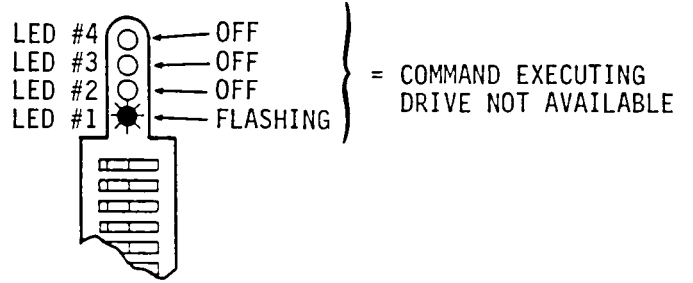 LED #4 OFF
LED #3 OFF
LED #2 OFF
LED #1 FLASHING
= COMMAND EXECUTING
DRIVE NOT AVAILABLE